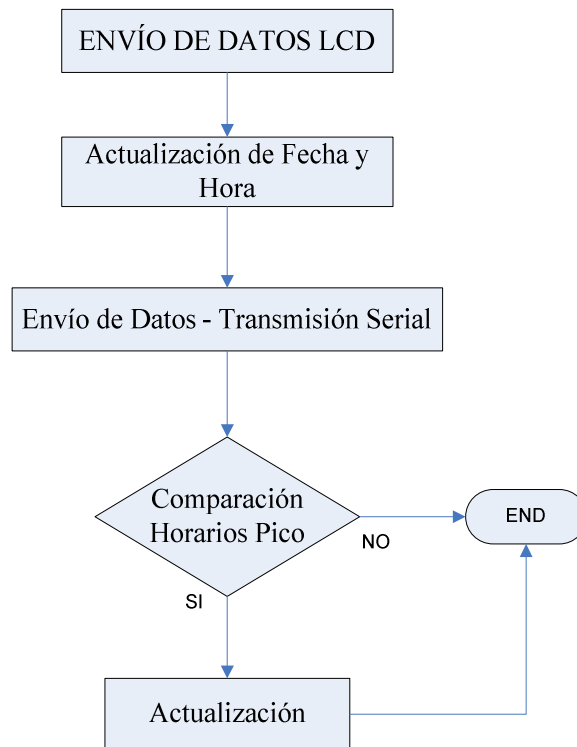 ENVÍO DE DATOS LCD
Actualización de Fecha y
Hora
Envío de Datos - Transmisión Serial
Comparación
Horarios Pico
NO
END
SI
Actualización